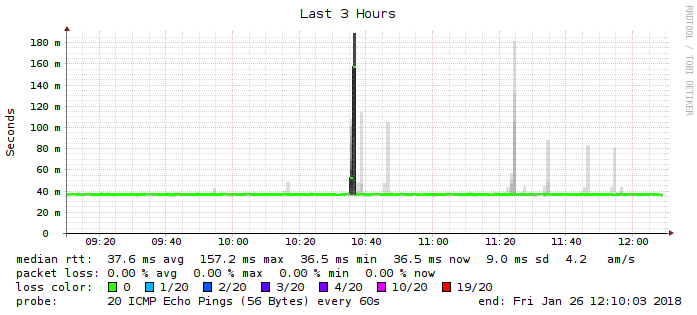 Last 3 Hours
RRDTOOL / TOBI OETIKER
Seconds
180 m
160 m
140 m
120 m
100 m
80 m
60 m
40 m
20 m
0
09:20 09:40 10:00 10:20 10:40 11:00 11:20 11:40 12:00
median rtt: 37.6 ms avg 157.2 ms max 36.5 ms min 36.5 ms now 9.0 ms sd 4.2 am/s
packet loss: 0.00 % avg 0.00 % max 0.00 % min 0.00 % now
loss color: 0 1/20 2/20 3/20 4/20 10/20 19/20
probe: 20 ICMP Echo Pings (56 Bytes) every 60s end: Fri Jan 26 12:10:03 2018